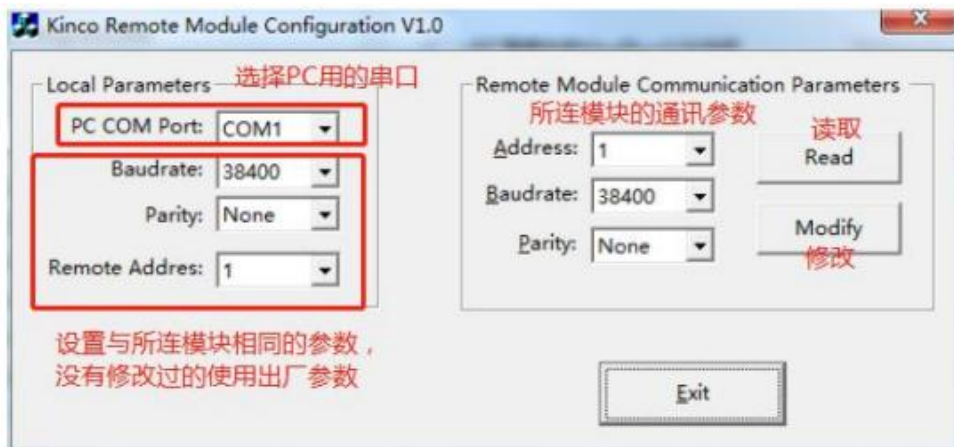 Kinco Remote Module Configuration V1.0
Local Parameters
选择PC用的串口
PC COM Port: COM1
Baudrate: 38400
Parity: None
Remote Addres: 1
设置与所连模块相同的参数，
没有修改过的使用出厂参数
Remote Module Communication Parameters
所连模块的通讯参数
Address: 1
Baudrate: 38400
Parity: None
读取
Read
Modify
修改
Exit